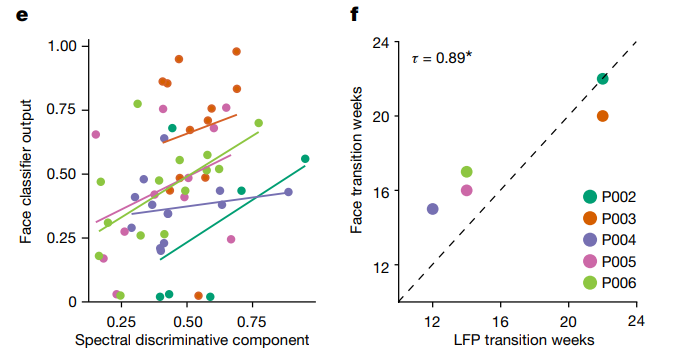 e
Face classifier output
1.00
0.75
0.50
0.25
0
0.25 0.50 0.75
Spectral discriminative component
f
Face transition weeks
24
20
16
12
τ = 0.89*
P002
P003
P004
P005
P006
12 16 20 24
LFP transition weeks